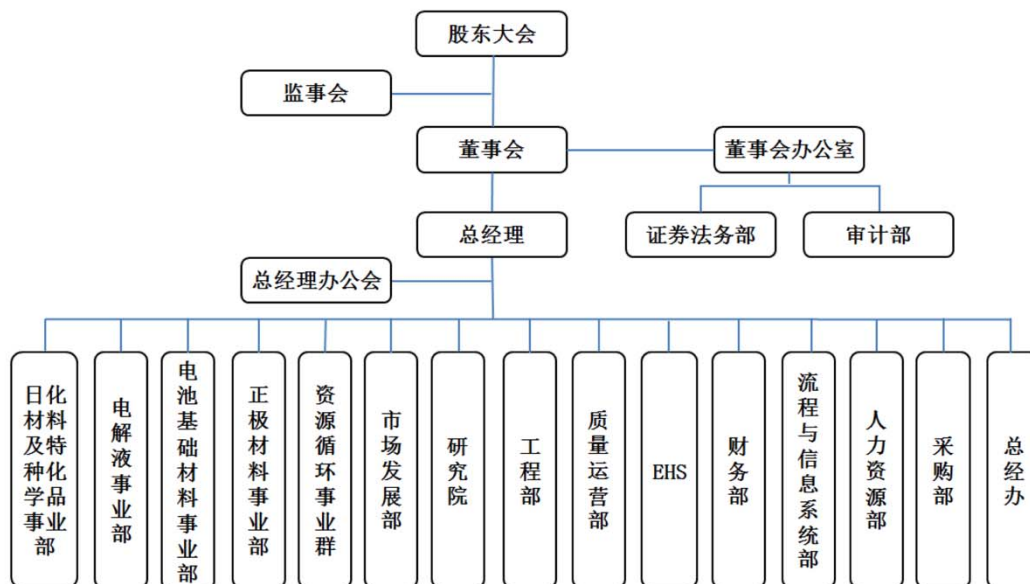 股东大会
监事会
董事会
董事会办公室
总经理
证券法务部
审计部
总经理办公会
日化材料及特种化学品事业部
电解液事业部
电池基础材料事业部
正极材料事业部
资源循环事业群
市场发展部
研究院
工程部
质量运营部
EHS
财务部
流程与信息系统部
人力资源部
采购部
总经办